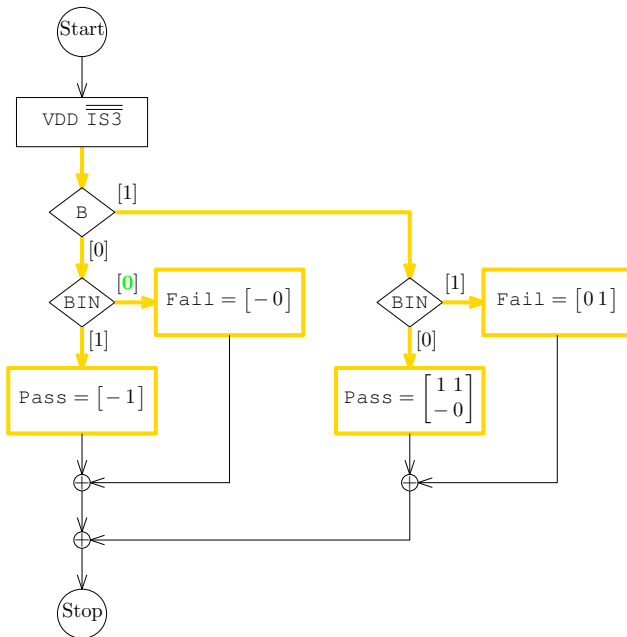 Start
VDD IS3
[1]
B
[0]
[0]
[1]
BIN
Fail = [- 0]
BIN
Fail = [0 1]
[1]
[0]
Pass = [- 1]
Pass = [1 1
- 0]
Stop